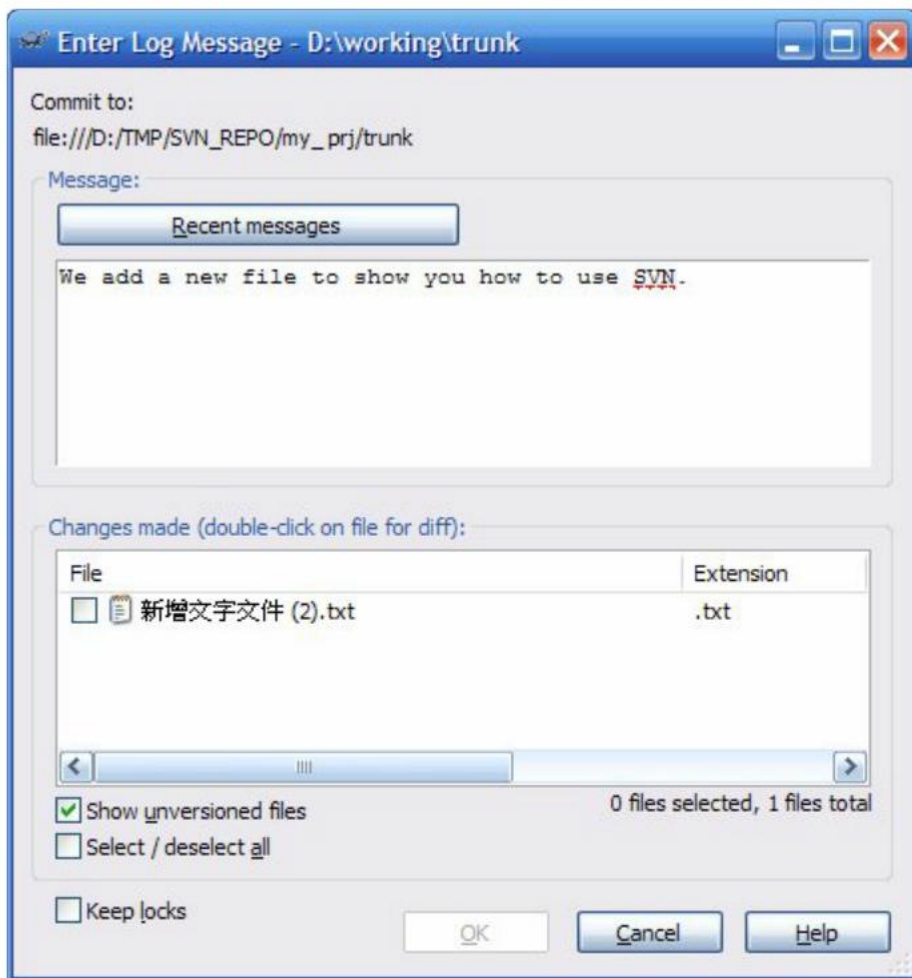 Enter Log Message - D:\working\trunk
Commit to:
file:///D:/TMP/SVN_REPO/my_prj/trunk
Message:
Recent messages
We add a new file to show you how to use SVN.
Changes made (double-click on file for diff):
File Extension
新增文字文件 (2).txt .txt
Show unversioned files 0 files selected, 1 files total
Select / deselect all
Keep locks
OK Cancel Help